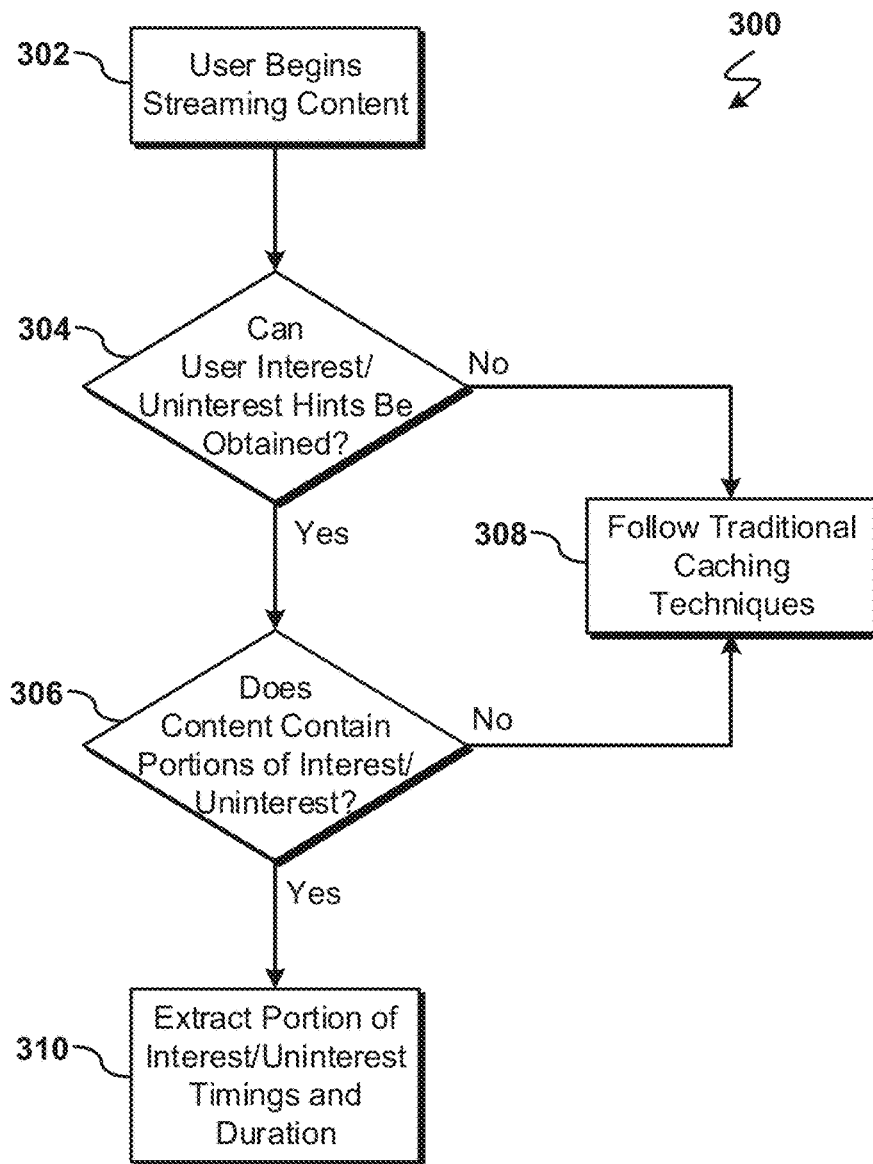 300
302
User Begins
Streaming Content
304
Can
User Interest/
Uninterest Hints Be
Obtained?
No
Yes
308
Follow Traditional
Caching
Techniques
306
Does
Content Contain
Portions of Interest/
Uninterest?
No
Yes
310
Extract Portion of
Interest/Uninterest
Timings and
Duration